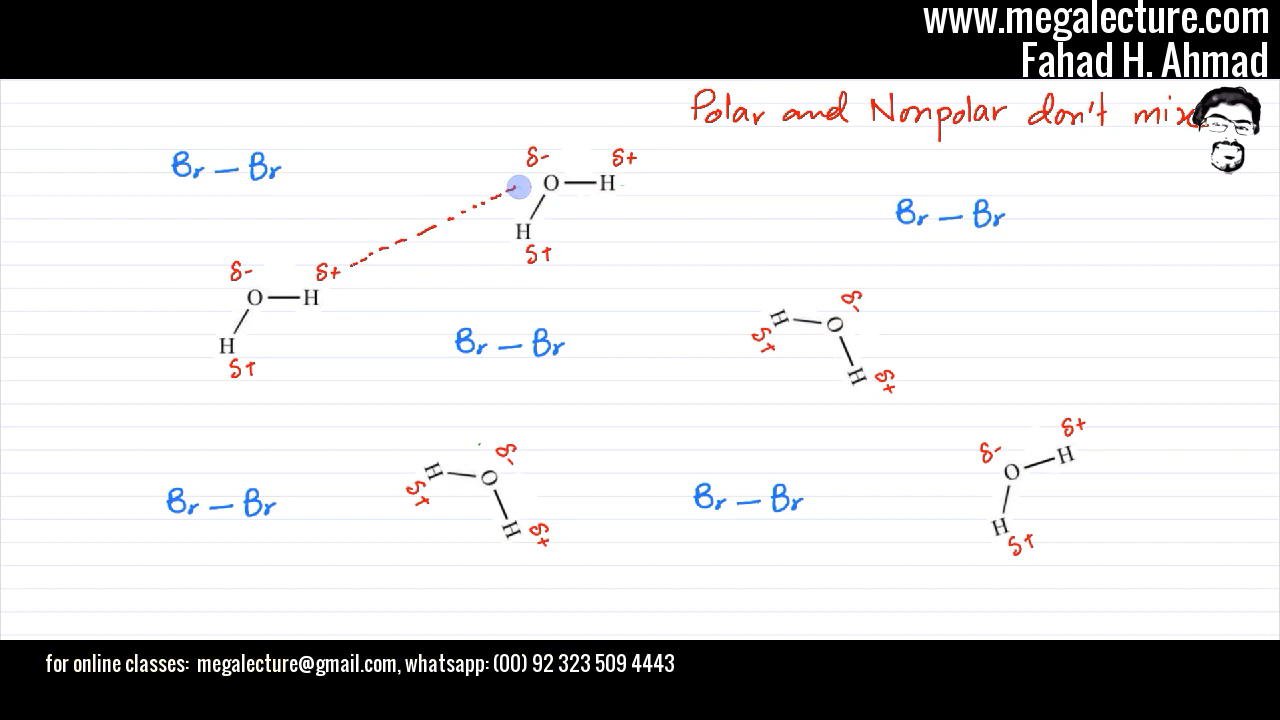 www.megalecture.com
Fahad H. Ahmad
Polar and Nonpolar don't mix
Br — Br
δ- δ+
O — H
H
δ+
Br — Br
δ- δ+
O — H
H
δ+
Br — Br
δ-
H — O
δ+
H δ+
δ-
H — O
δ+
H δ+
Br — Br
Br — Br
δ- δ+
O — H
H
δ+
for online classes: megalecture@gmail.com, whatsapp: (00) 92 323 509 4443